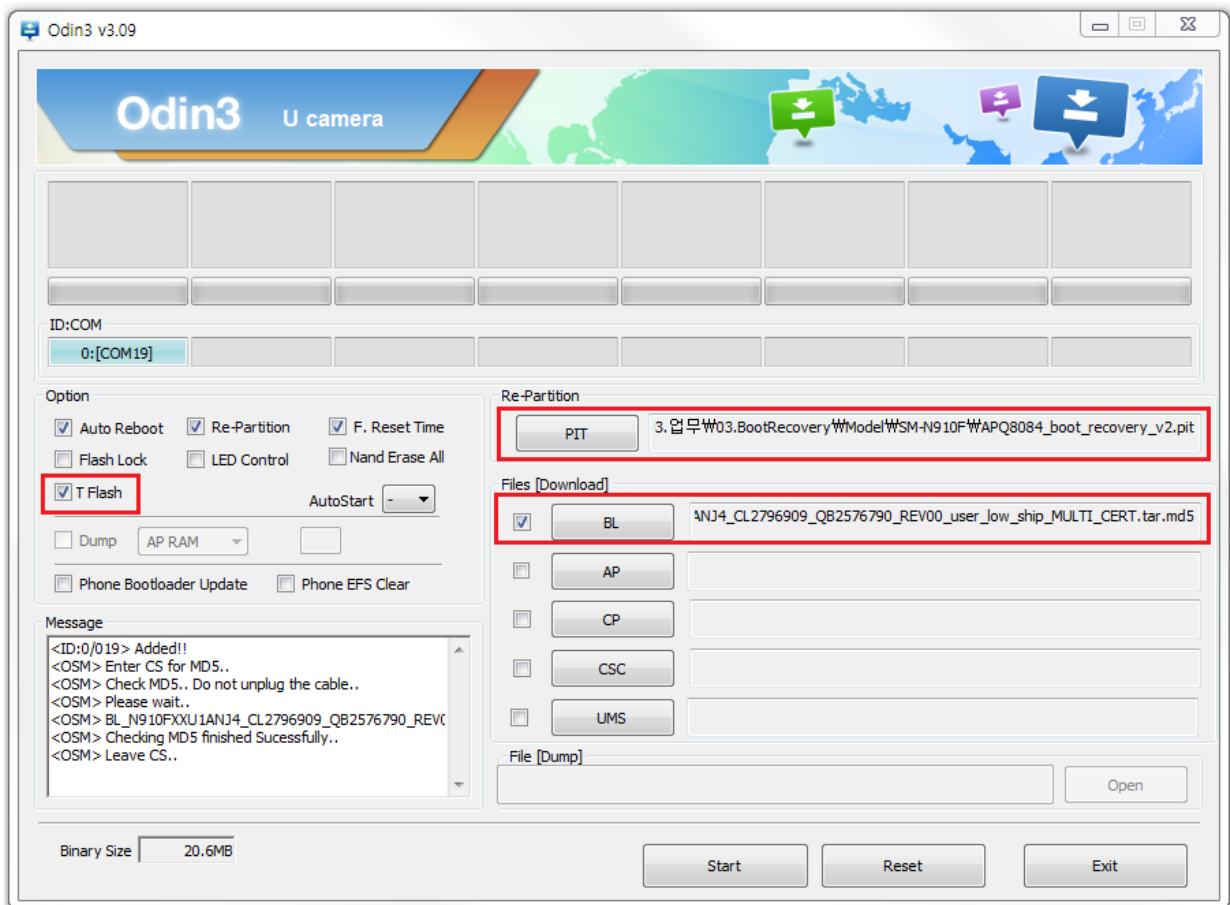 Odin3 v3.09
Odin3 U camera
ID:COM
0:[COM19]
Option
Auto Reboot Re-Partition F. Reset Time
Flash Lock LED Control Nand Erase All
T Flash AutoStart -
Dump AP RAM
Phone Bootloader Update Phone EFS Clear
Message
<ID:0/019> Added!!
<OSM> Enter CS for MD5..
<OSM> Check MD5.. Do not unplug the cable..
<OSM> Please wait..
<OSM> BL_N910FXXU1ANJ4_CL2796909_QB2576790_REV0
<OSM> Checking MD5 finished Sucessfully..
<OSM> Leave CS..
Binary Size 20.6MB
Re-Partition
PIT 3.업무₩03.BootRecovery₩Model₩SM-N910F₩APQ8084_boot_recovery_v2.pit
Files [Download]
BL ANJ4_CL2796909_QB2576790_REV00_user_low_ship_MULTI_CERT.tar.md5
AP
CP
CSC
UMS
File [Dump]
Open
Start Reset Exit